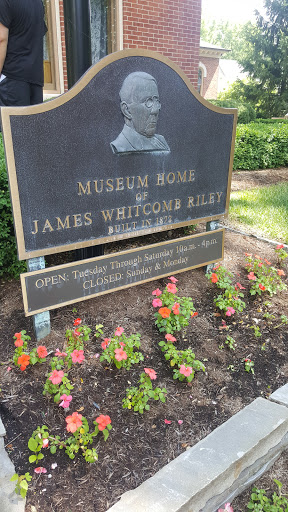 MUSEUM HOME
OF
JAMES WHITCOMB RILEY
BUILT IN 1872
OPEN: Tuesday Through Saturday 10a.m. - 4p.m.
CLOSED: Sunday & Monday